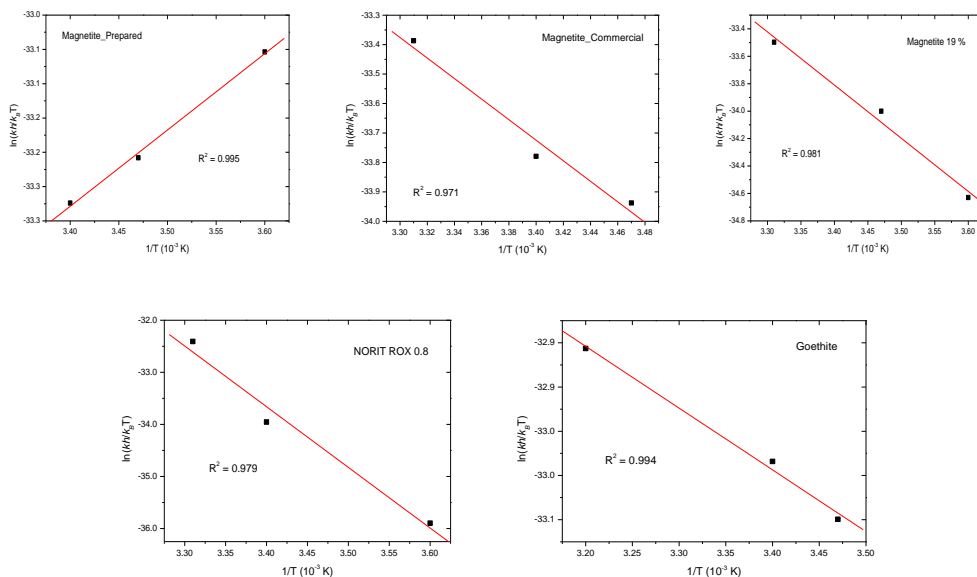 Magnetite_Prepared
ln(kh/k_BT)
-33.0
-33.1
-33.2
-33.2
-33.3
-33.3
R² = 0.995
3.40 3.45 3.50 3.55 3.60
1/T (10⁻³ K)
Magnetite_Commercial
ln(kh/k_BT)
-33.3
-33.4
-33.5
-33.6
-33.7
-33.8
-33.9
-34.0
R² = 0.971
3.30 3.32 3.34 3.36 3.38 3.40 3.42 3.44 3.46 3.48
1/T (10⁻³ K)
Magnetite 19 %
ln(kh/k_BT)
-33.4
-33.6
-33.8
-34.0
-34.2
-34.4
-34.6
-34.8
R² = 0.981
3.30 3.35 3.40 3.45 3.50 3.55 3.60
1/T (10⁻³ K)
NORIT ROX 0.8
ln(kh/k_BT)
-32.0
-33.0
-34.0
-35.0
-36.0
R² = 0.979
3.30 3.35 3.40 3.45 3.50 3.55 3.60
1/T (10⁻³ K)
Goethite
ln(kh/k_BT)
-32.9
-32.9
-33.0
-33.0
-33.1
R² = 0.994
3.20 3.25 3.30 3.35 3.40 3.45 3.50
1/T (10⁻³ K)